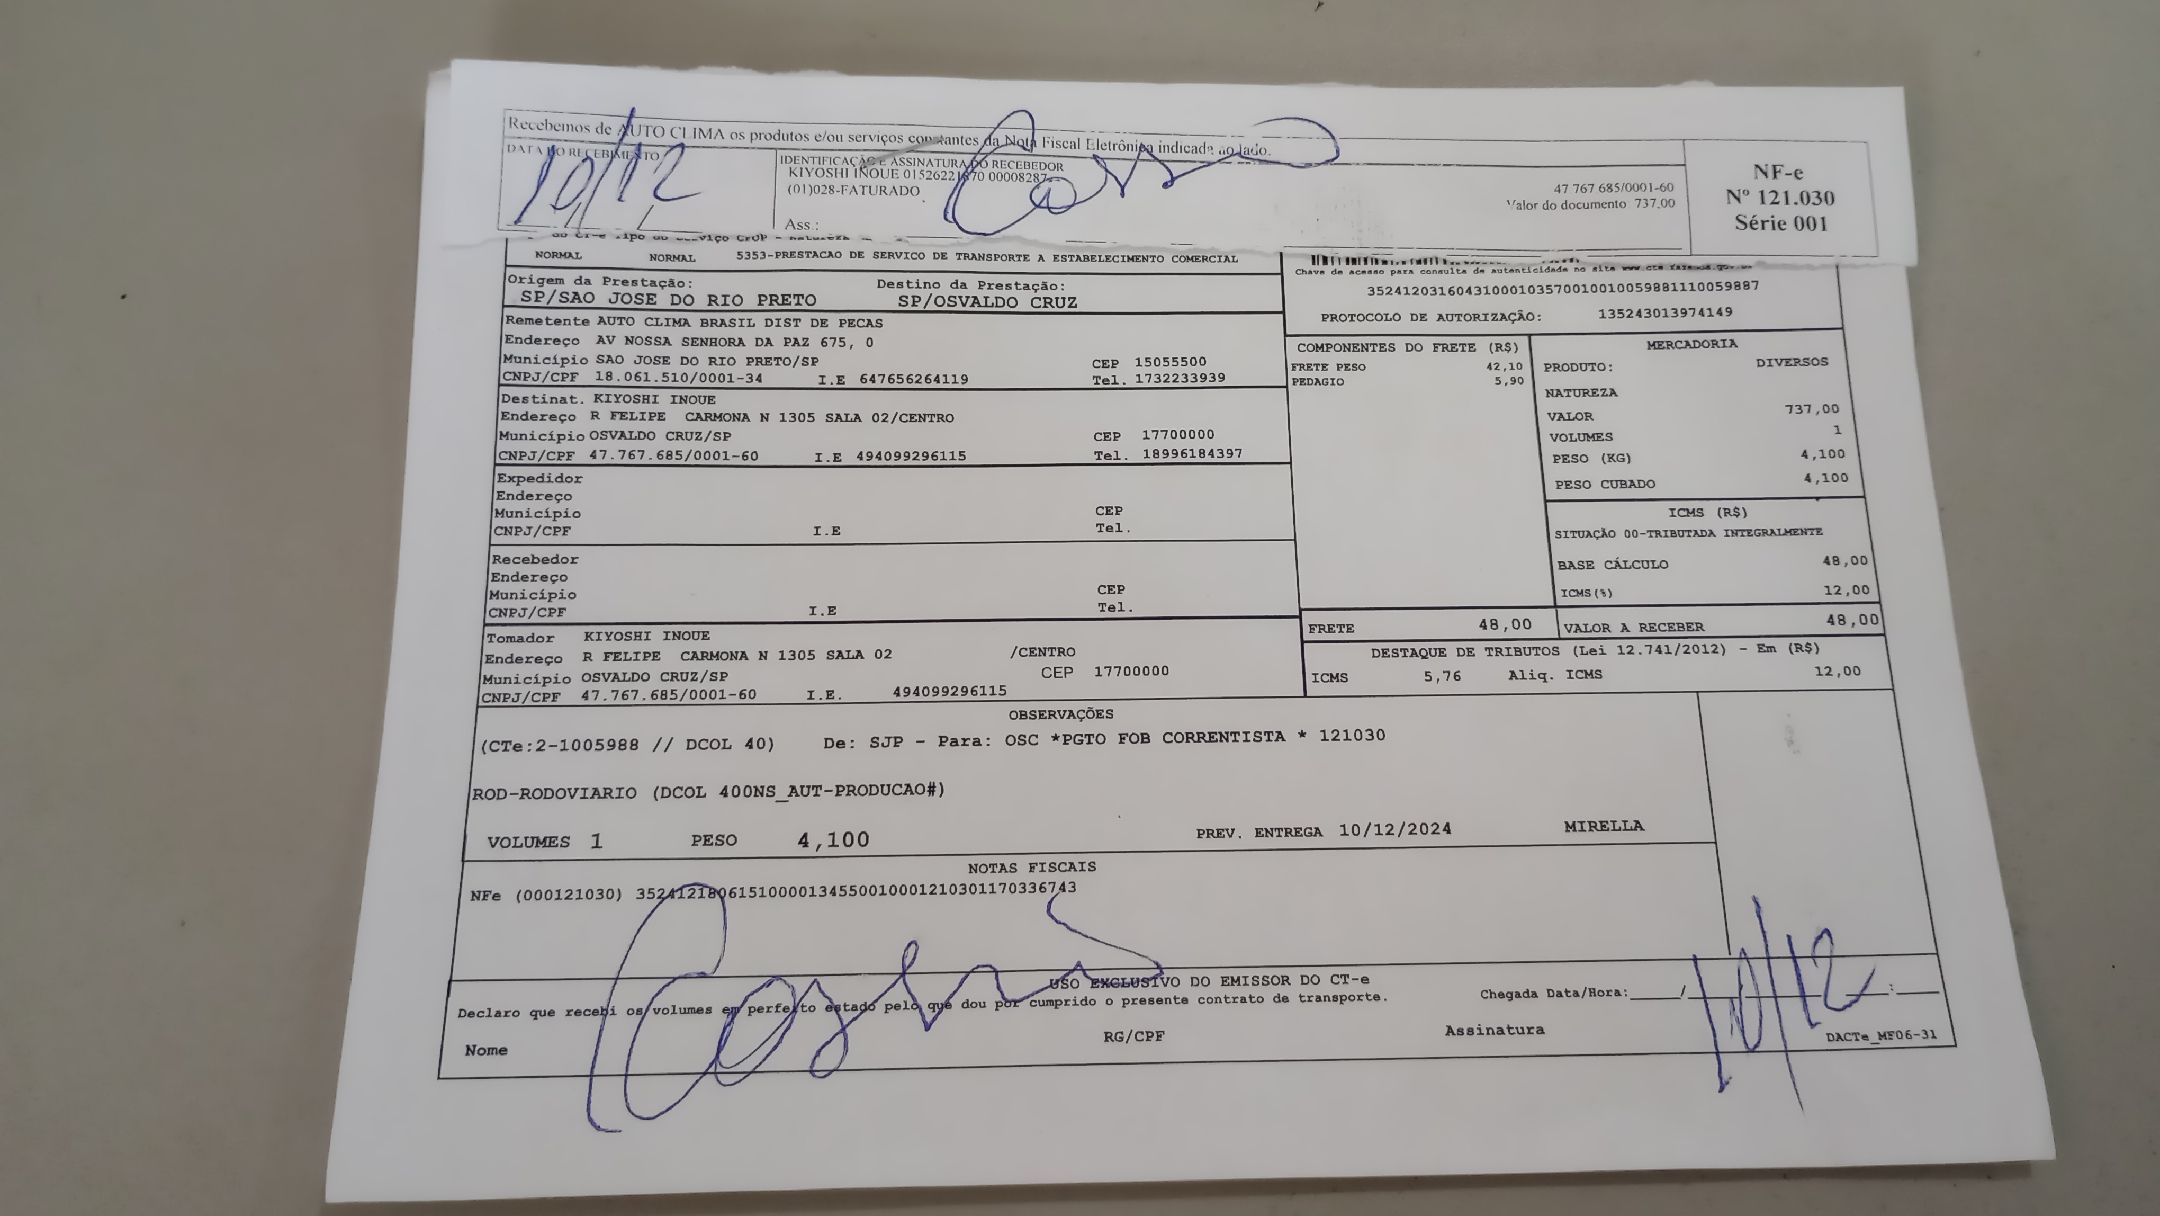 Recebemos de AUTO CLIMA os produtos e/ou serviços constantes da Nota Fiscal Eletrônica indicada ao lado.
DATA DO RECEBIMENTO
10/12
IDENTIFICAÇÃO E ASSINATURA DO RECEBEDOR
KIYOSHI INOUE 00008287
(01)028-FATURADO
Ass.:
47 767 685/0001-60
Valor do documento 737,00
NF-e
Nº 121.030
Série 001
NORMAL NORMAL 5353-PRESTACAO DE SERVICO DE TRANSPORTE A ESTABELECIMENTO COMERCIAL
Origem da Prestação: Destino da Prestação:
SP/SAO JOSE DO RIO PRETO SP/OSVALDO CRUZ
Chave de acesso para consulta de autenticidade no site www.cte.fazenda.gov.br
35241203160431000103570010010059881110059887
PROTOCOLO DE AUTORIZAÇÃO: 135243013974149
Remetente AUTO CLIMA BRASIL DIST DE PECAS
Endereço AV NOSSA SENHORA DA PAZ 675, 0
Município SAO JOSE DO RIO PRETO/SP CEP 15055500
CNPJ/CPF 18.061.510/0001-34 I.E 647656264119 Tel. 1732233939
Destinat. KIYOSHI INOUE
Endereço R FELIPE CARMONA N 1305 SALA 02/CENTRO
Município OSVALDO CRUZ/SP CEP 17700000
CNPJ/CPF 47.767.685/0001-60 I.E 494099296115 Tel. 18996184397
Expedidor
Endereço
Município CEP
CNPJ/CPF I.E Tel.
Recebedor
Endereço
Município CEP
CNPJ/CPF I.E Tel.
Tomador KIYOSHI INOUE
Endereço R FELIPE CARMONA N 1305 SALA 02 /CENTRO
Município OSVALDO CRUZ/SP CEP 17700000
CNPJ/CPF 47.767.685/0001-60 I.E. 494099296115
COMPONENTES DO FRETE (R$)
FRETE PESO 42,10
PEDAGIO 5,90
MERCADORIA
PRODUTO: DIVERSOS
NATUREZA
VALOR 737,00
VOLUMES 1
PESO (KG) 4,100
PESO CUBADO 4,100
ICMS (R$)
SITUAÇÃO 00-TRIBUTADA INTEGRALMENTE
BASE CÁLCULO 48,00
ICMS(%) 12,00
FRETE 48,00 VALOR A RECEBER 48,00
DESTAQUE DE TRIBUTOS (Lei 12.741/2012) - Em (R$)
ICMS 5,76 Aliq. ICMS 12,00
OBSERVAÇÕES
(CTe:2-1005988 // DCOL 40) De: SJP - Para: OSC *PGTO FOB CORRENTISTA * 121030
ROD-RODOVIARIO (DCOL 400NS_AUT-PRODUCAO#)
VOLUMES 1 PESO 4,100 PREV. ENTREGA 10/12/2024 MIRELLA
NOTAS FISCAIS
NFe (000121030) 35241218061510000134550010001210301170336743
USO EXCLUSIVO DO EMISSOR DO CT-e
Declaro que recebi os volumes em perfeito estado pelo que dou por cumprido o presente contrato de transporte.
Chegada Data/Hora:____/
10/12
Nome RG/CPF Assinatura
DACTe_MF06-31